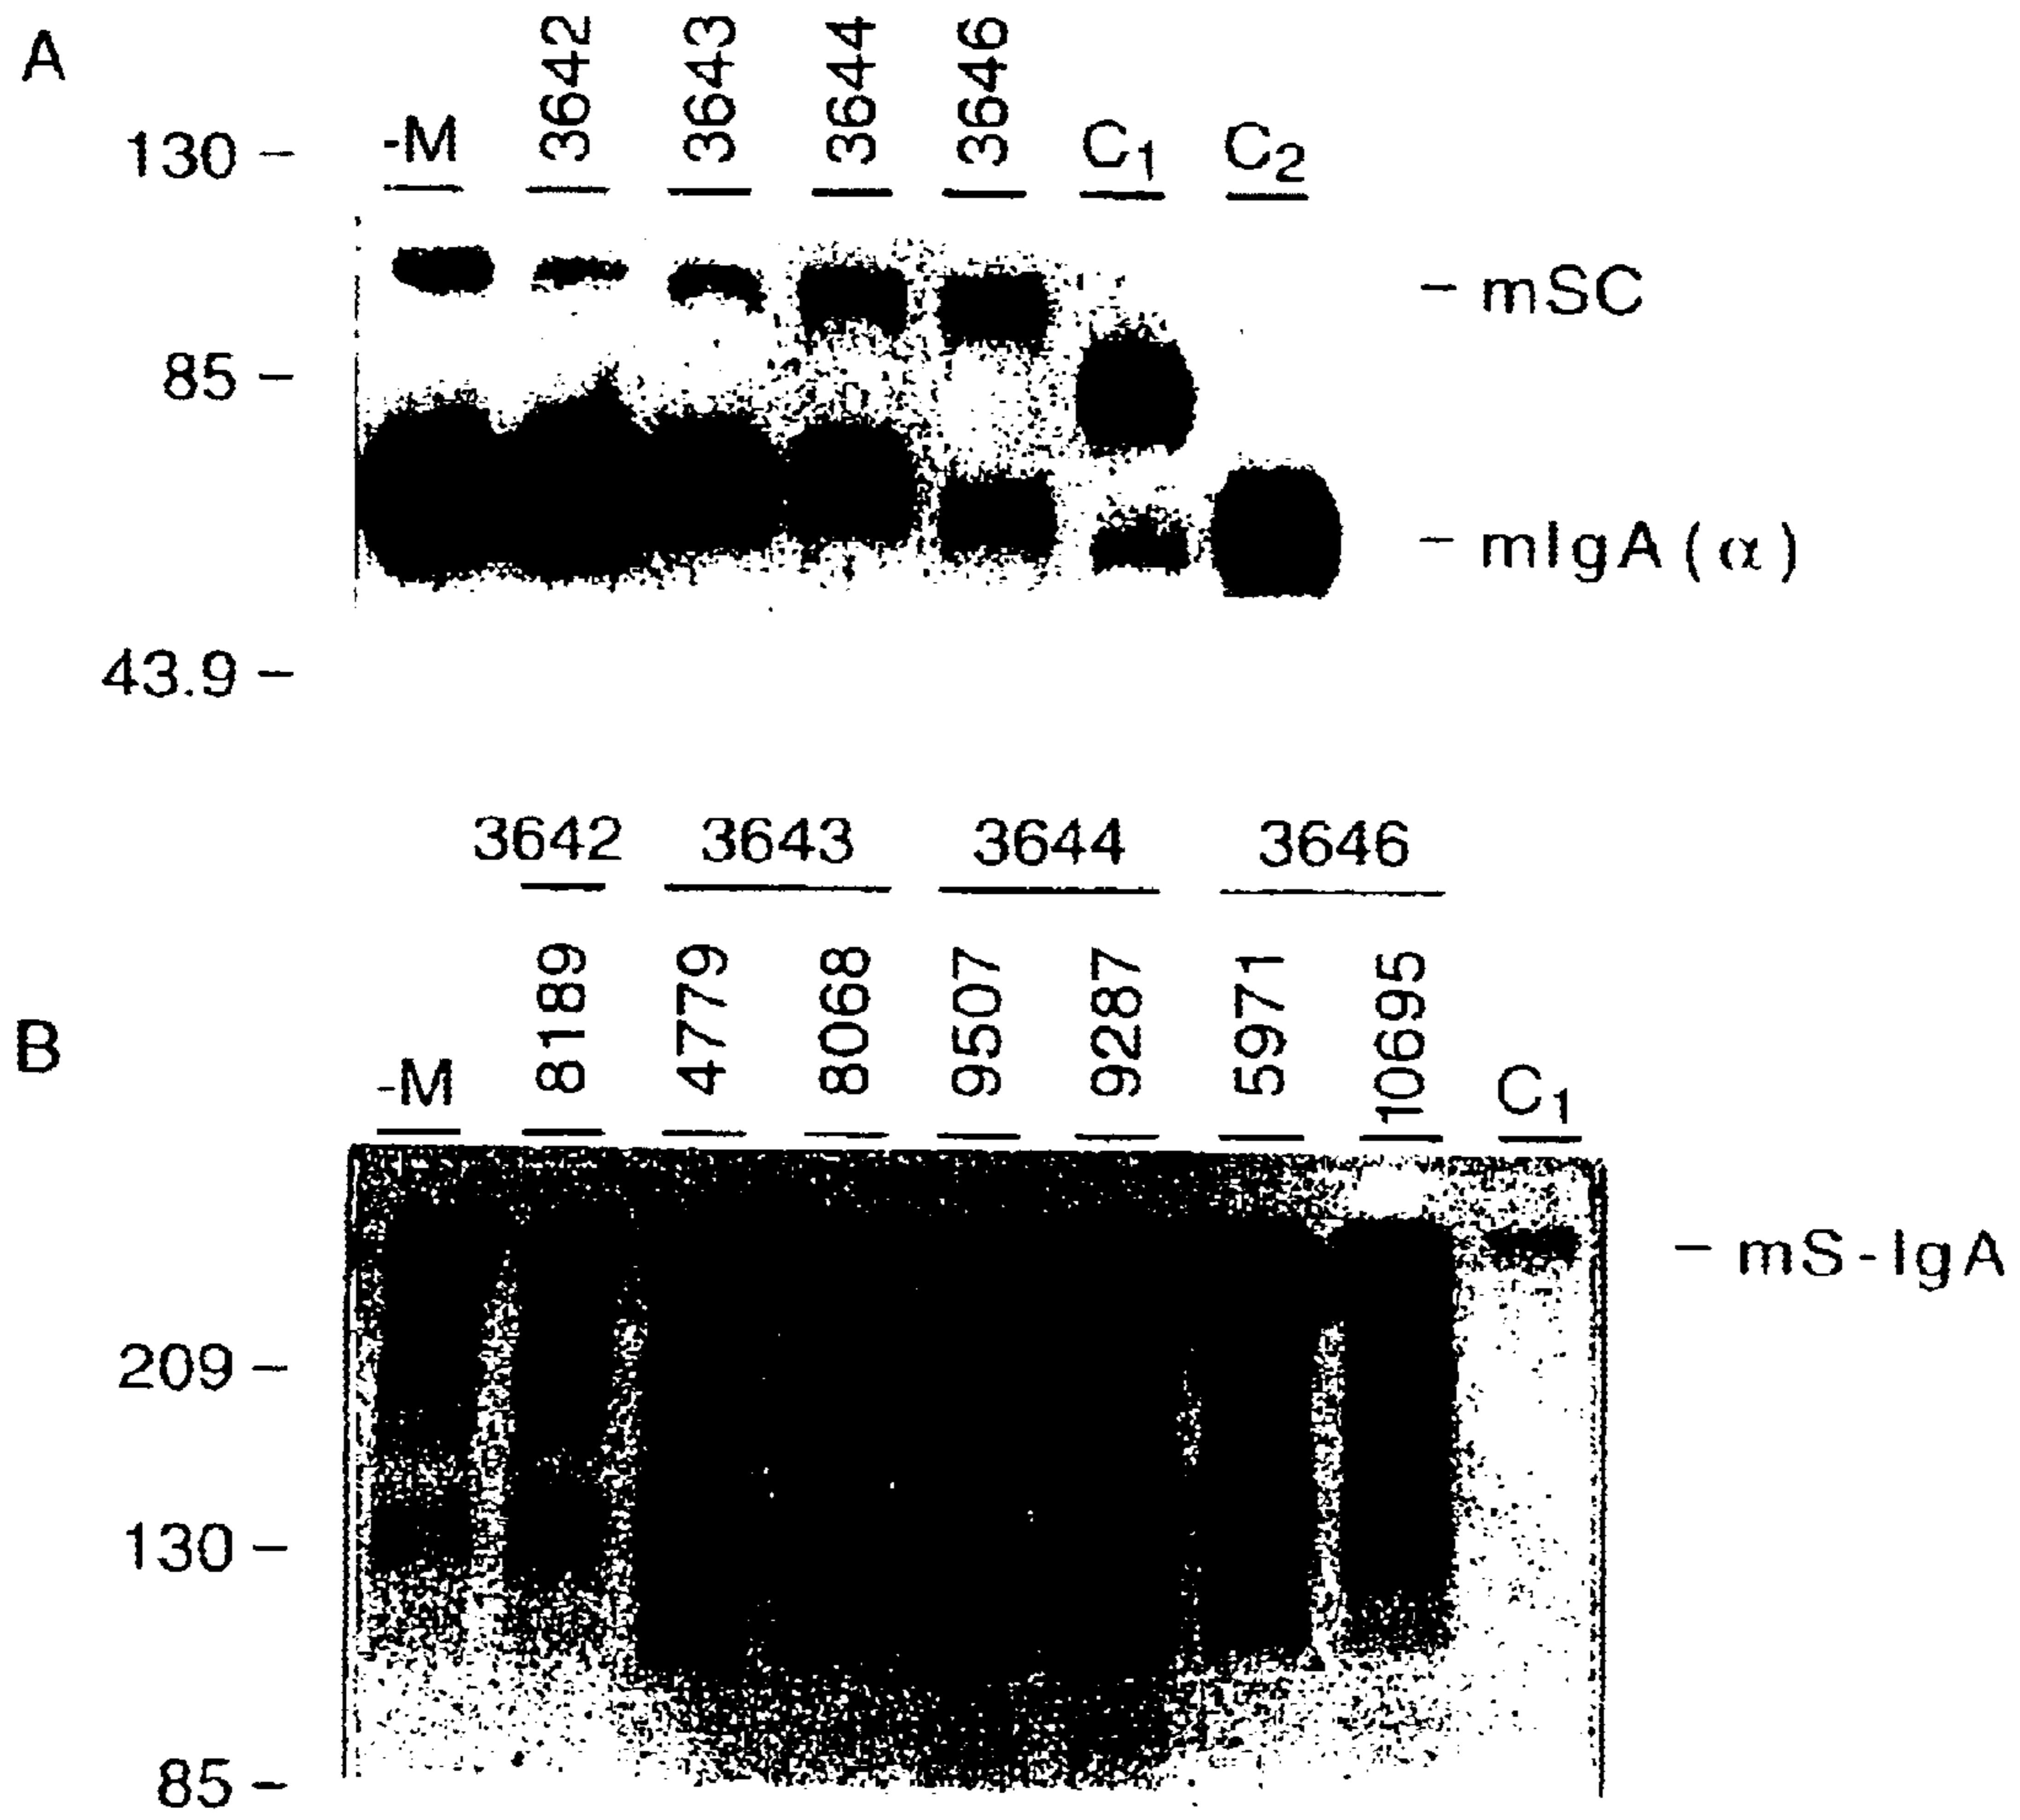 A
-M 3642 3643 3644 3646 C1 C2
130 –
– mSC
85 –
– mIgA(α)
43.9 –
3642 3643 3644 3646
B
-M 8189 4779 8068 9507 9287 5971 10695 C1
– mS-IgA
209 –
130 –
85 –